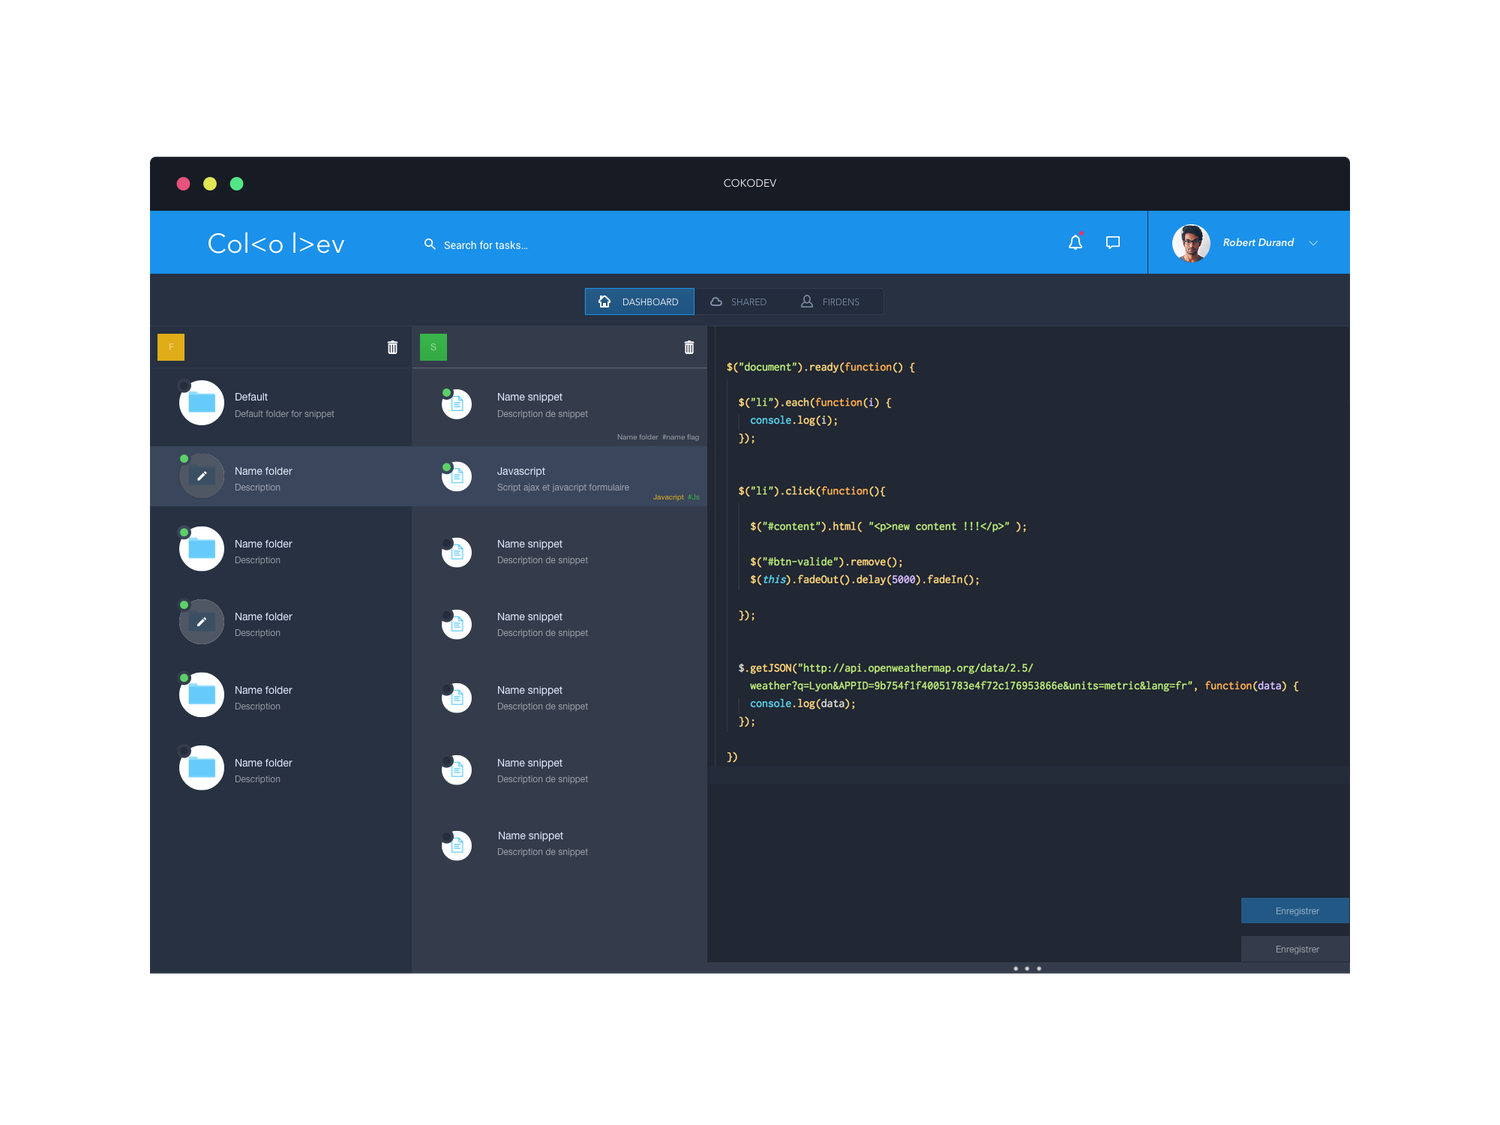 COKODEV
Col<o l>ev
Search for tasks...
Robert Durand
DASHBOARD
SHARED
FIRDENS
F
Default
Default folder for snippet
Name folder
Description
Name folder
Description
Name folder
Description
Name folder
Description
Name folder
Description
S
Name snippet
Description de snippet
Name folder #name flag
Javascript
Script ajax et javacript formulaire
Javacript #Js
Name snippet
Description de snippet
Name snippet
Description de snippet
Name snippet
Description de snippet
Name snippet
Description de snippet
Name snippet
Description de snippet
$("document").ready(function() {
$("li").each(function(i) {
console.log(i);
});
$("li").click(function(){
$("#content").html( "<p>new content !!!</p>" );
$("#btn-valide").remove();
$(this).fadeOut().delay(5000).fadeIn();
});
$.getJSON("http://api.openweathermap.org/data/2.5/
weather?q=Lyon&APPID=9b754f1f40051783e4f72c176953866e&units=metric&lang=fr", function(data) {
console.log(data);
});
})
Enregistrer
Enregistrer